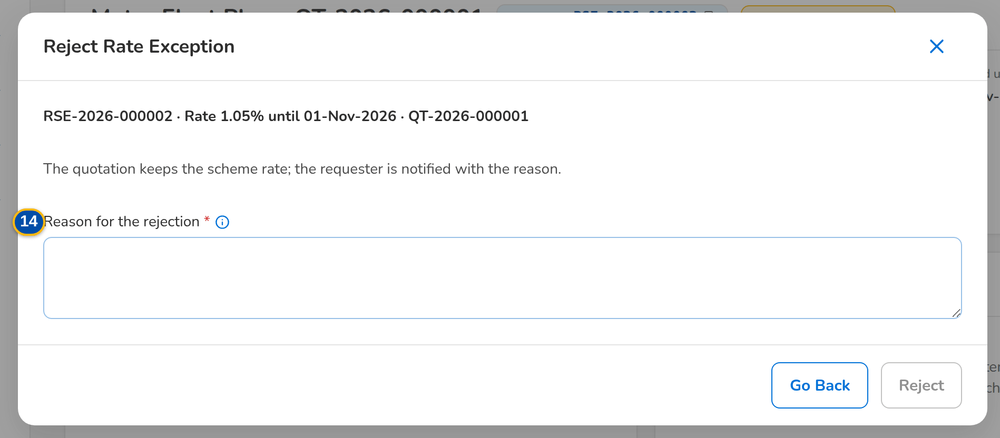 Reject Rate Exception
RSE-2026-000002 · Rate 1.05% until 01-Nov-2026 · QT-2026-000001
The quotation keeps the scheme rate; the requester is notified with the reason.
14
Reason for the rejection *
Go Back
Reject